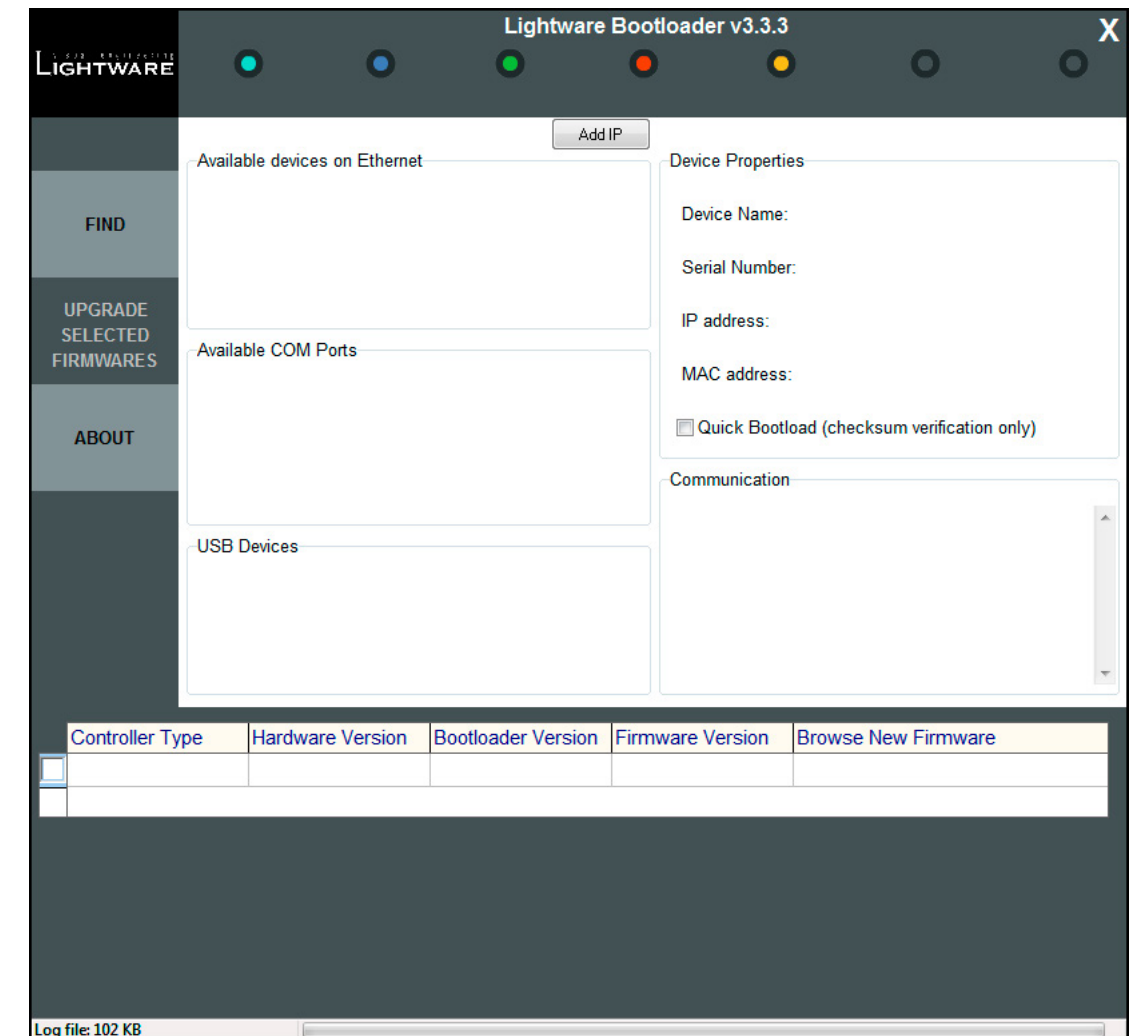 Lightware Bootloader v3.3.3
X
LIGHTWARE
Add IP
Available devices on Ethernet
Device Properties
FIND
Device Name:
Serial Number:
UPGRADE
SELECTED
FIRMWARES
IP address:
Available COM Ports
MAC address:
ABOUT
Quick Bootload (checksum verification only)
Communication
USB Devices
Controller Type
Hardware Version
Bootloader Version
Firmware Version
Browse New Firmware
Log file: 102 KB